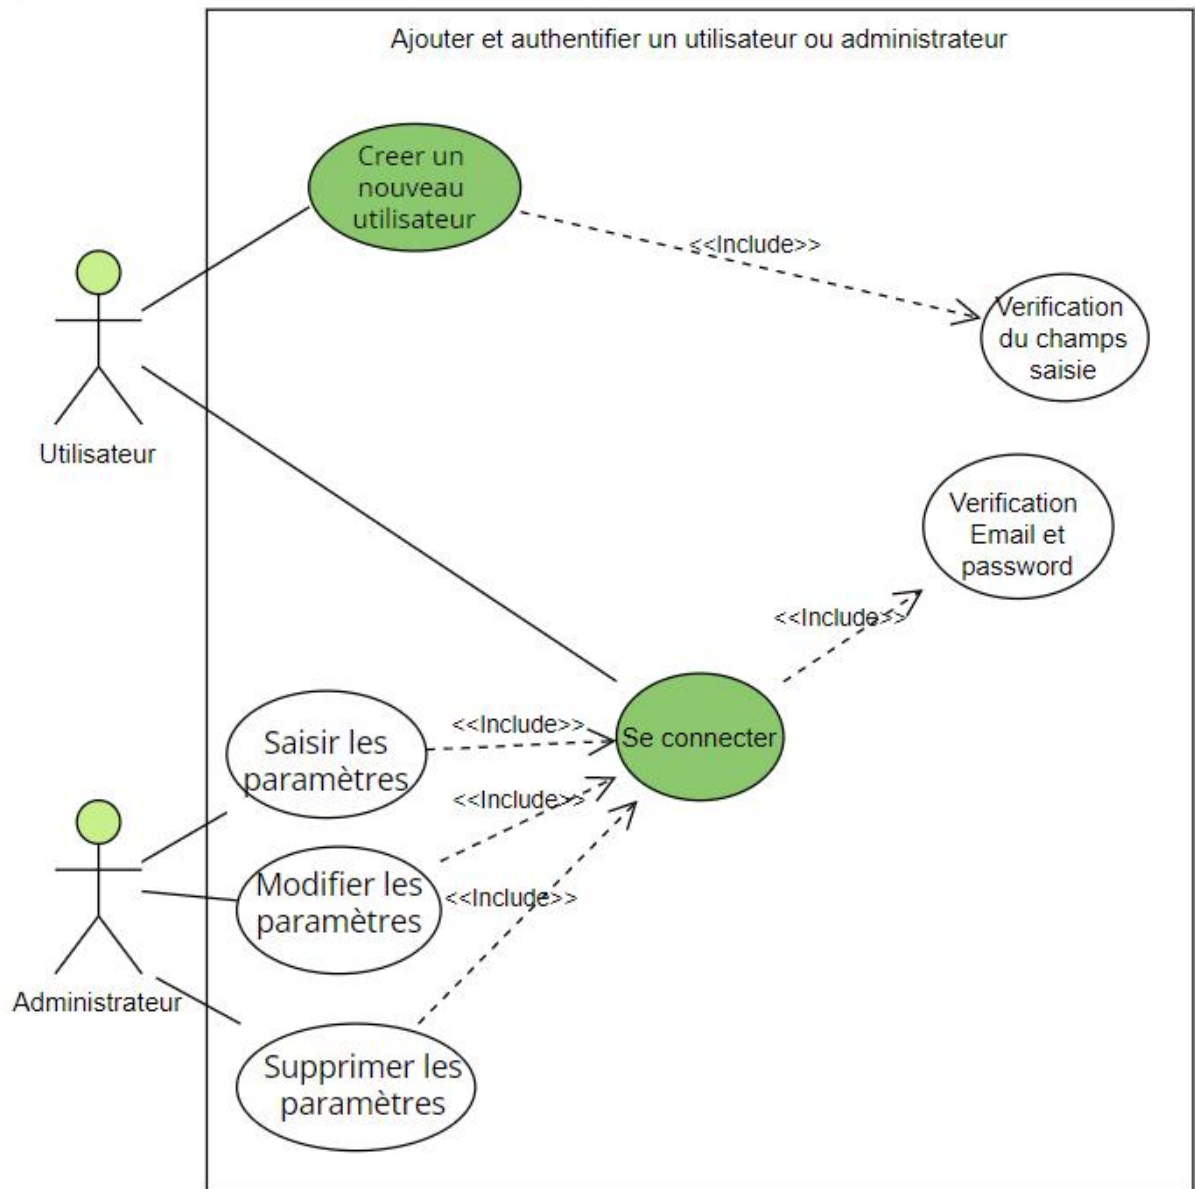 Ajouter et authentifier un utilisateur ou administrateur
Creer un
nouveau
utilisateur
<<Include>>
Verification
du champs
saisie
Utilisateur
Verification
Email et
password
<<Include>>
Saisir les
paramètres
<<Include>>
Se connecter
<<Include>>
Modifier les
paramètres
<<Include>>
Administrateur
Supprimer les
paramètres